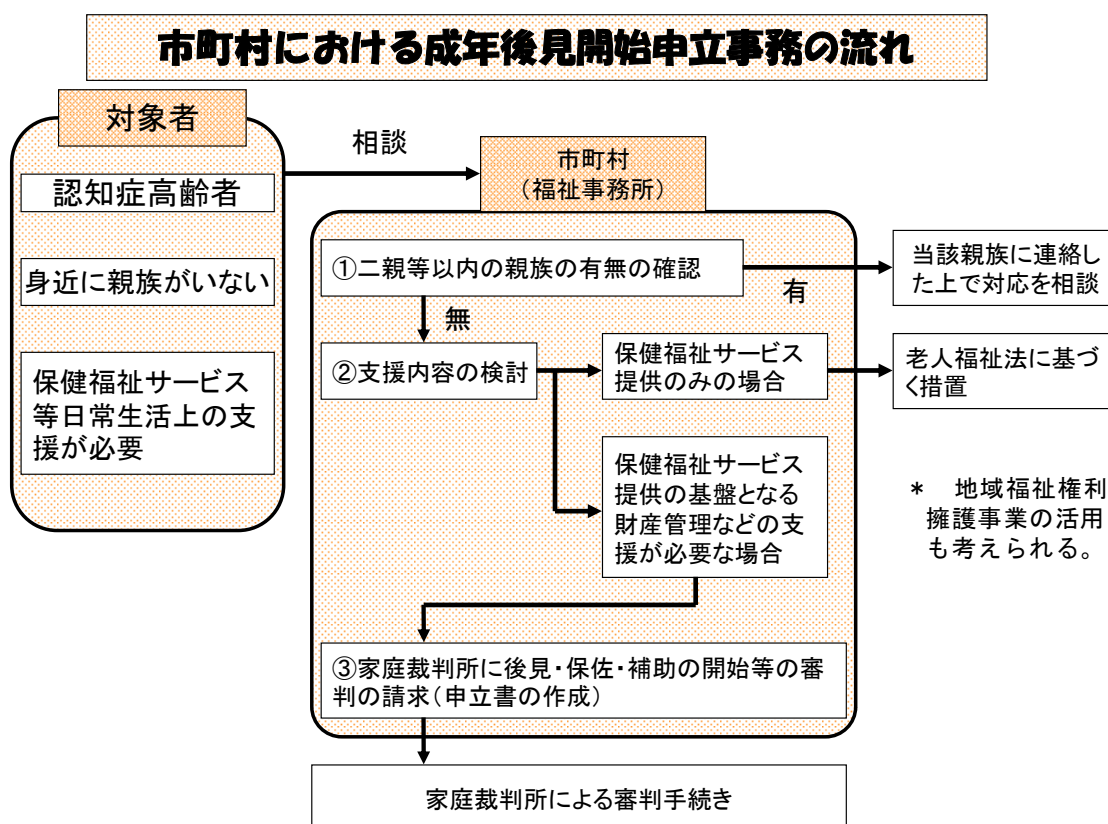 市町村における成年後見開始申立事務の流れ
対象者
認知症高齢者
身近に親族がいない
保健福祉サービス
等日常生活上の支
援が必要
相談
市町村
（福祉事務所）
①二親等以内の親族の有無の確認
有
当該親族に連絡し
た上で対応を相談
無
②支援内容の検討
保健福祉サービス
提供のみの場合
老人福祉法に基づ
く措置
保健福祉サービス
提供の基盤となる
財産管理などの支
援が必要な場合
*　地域福祉権利
擁護事業の活用
も考えられる。
③家庭裁判所に後見・保佐・補助の開始等の審
判の請求（申立書の作成）
家庭裁判所による審判手続き